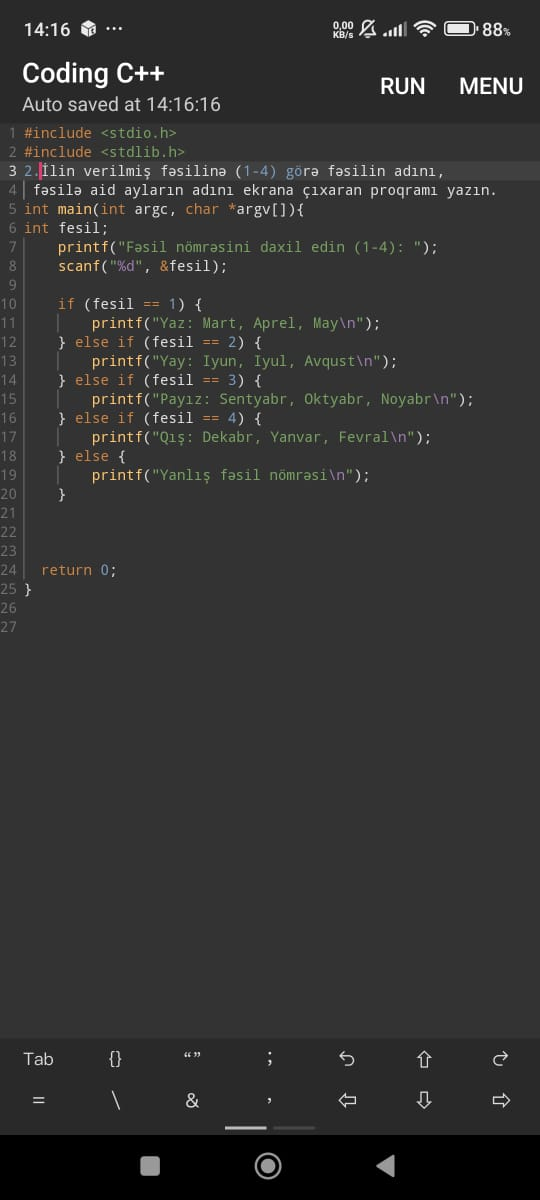 14:16 ··· 0,00 KB/s 88%
Coding C++
RUN MENU
Auto saved at 14:16:16
1 #include <stdio.h>
2 #include <stdlib.h>
3 2.İlin verilmiş fəsilinə (1-4) görə fəsilin adını,
4 fəsilə aid ayların adını ekrana çıxaran proqramı yazın.
5 int main(int argc, char *argv[]){
6 int fesil;
7 printf("Fəsil nömrəsini daxil edin (1-4): ");
8 scanf("%d", &fesil);
9
10 if (fesil == 1) {
11 printf("Yaz: Mart, Aprel, May\n");
12 } else if (fesil == 2) {
13 printf("Yay: Iyun, Iyul, Avqust\n");
14 } else if (fesil == 3) {
15 printf("Payız: Sentyabr, Oktyabr, Noyabr\n");
16 } else if (fesil == 4) {
17 printf("Qış: Dekabr, Yanvar, Fevral\n");
18 } else {
19 printf("Yanlış fəsil nömrəsi\n");
20 }
21
22
23
24 return 0;
25 }
26
27
Tab {} “” ;
= \ & ,